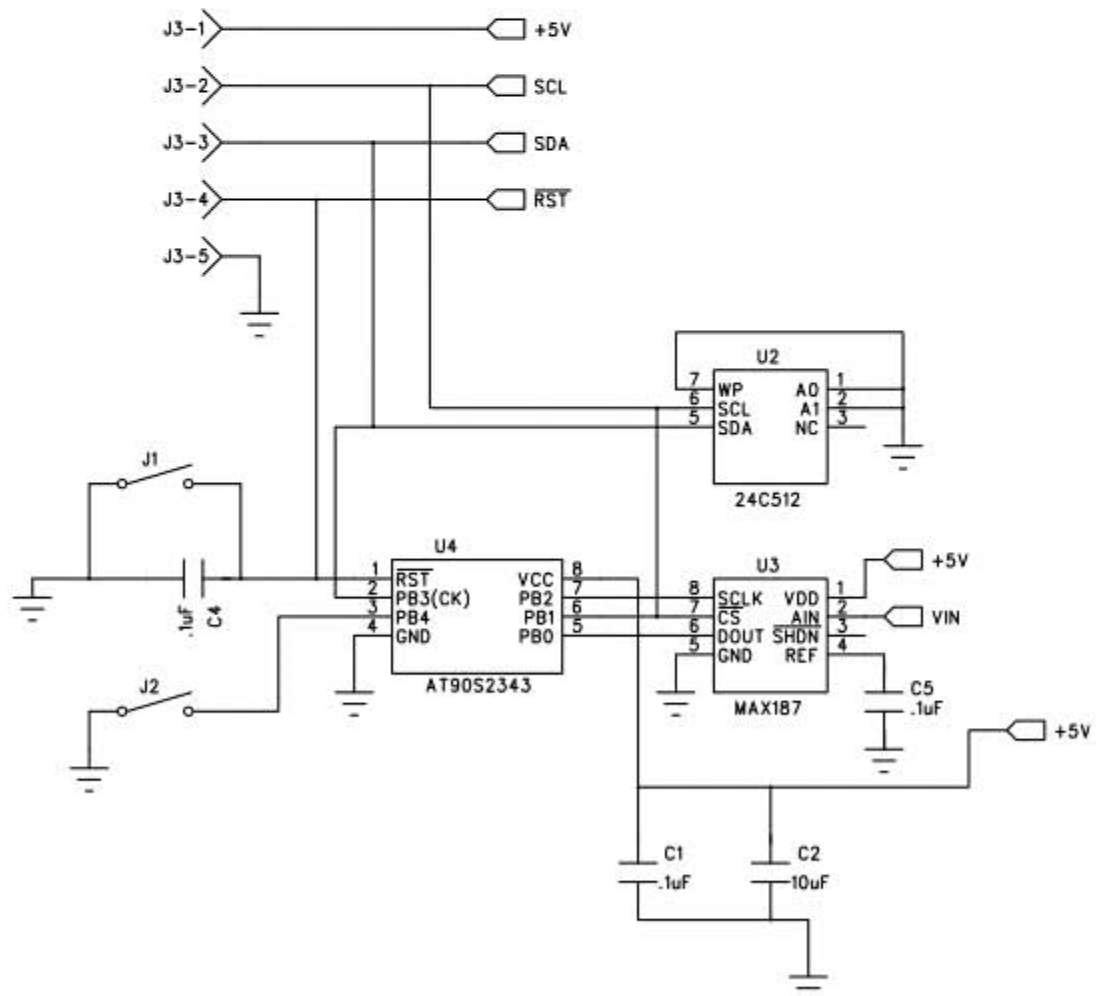 J3-1 +5V
J3-2 SCL
J3-3 SDA
J3-4 RST
J3-5
U2
7 WP A0 1
6 SCL A1 2
5 SDA NC 3
24C512
J1
.1uF
C4
U4
1 RST VCC 8
2 PB3(CK) PB2 7
3 PB4 PB1 6
4 GND PB0 5
AT90S2343
J2
U3
8 SCLK VDD 1
7 CS AIN 2
6 DOUT SHDN 3
5 GND REF 4
MAX187
+5V
VIN
C5
.1uF
+5V
C1
.1uF
C2
10uF